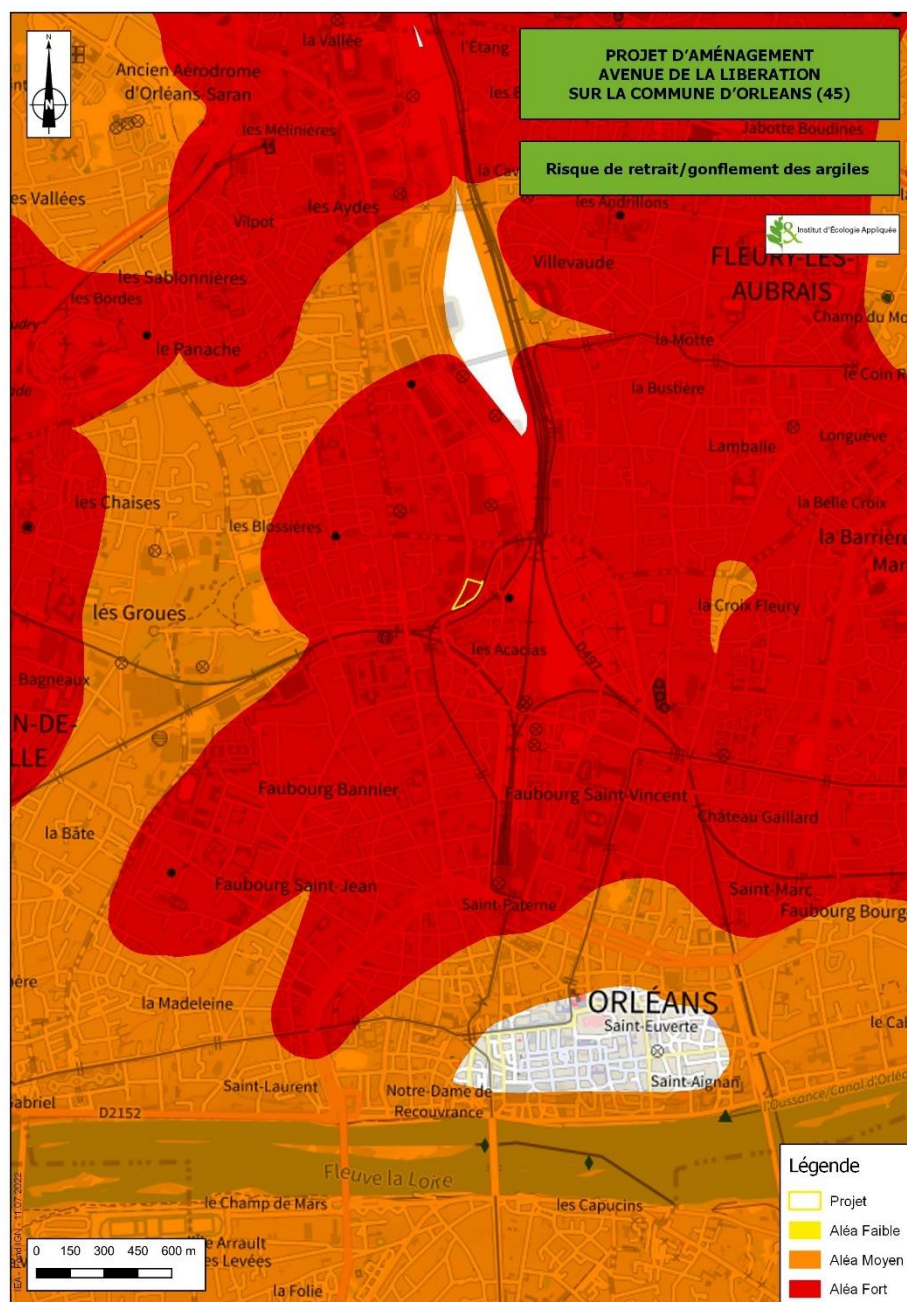 PROJET D'AMÉNAGEMENT
AVENUE DE LA LIBERATION
SUR LA COMMUNE D'ORLEANS (45)
Risque de retrait/gonflement des argiles
Institut d'Écologie Appliquée
N
la Vallée
l'Étang
Ancien Aérodrome
d'Orléans-Saran
les Mélinières
Jabotte Boudines
les Vallées
Vilpot
les Aydes
les Andrillons
Villevaude
FLEURY-LES-
AUBRAIS
les Sablonnières
les Bordes
le Panache
la Motte
la Bustière
Lamballe
Longuève
les Chaises
la Belle Croix
les Blossières
la Barrière
les Groues
la Croix Fleury
les Acacias
D497
Bagneaux
N-DE-
LLE
Faubourg Bannier
Faubourg Saint-Vincent
Château Gaillard
la Bâte
Faubourg Saint-Jean
Saint-Marc
Saint-Paterne
Faubourg Bourg
la Madeleine
ORLÉANS
Saint-Euverte
Saint-Aignan
Saint-Laurent
Notre-Dame de
Recouvrance
Gabriel
D2152
Fleuve la Loire
le Champ de Mars
les Capucins
la Folie
0 150 300 450 600 m
Légende
Projet
Aléa Faible
Aléa Moyen
Aléa Fort